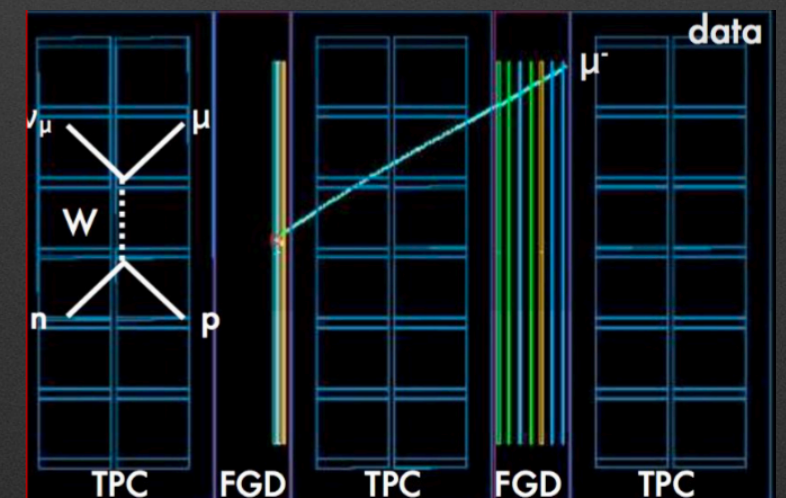 data
μ⁻
νμ
μ
W
n
p
TPC FGD TPC FGD TPC